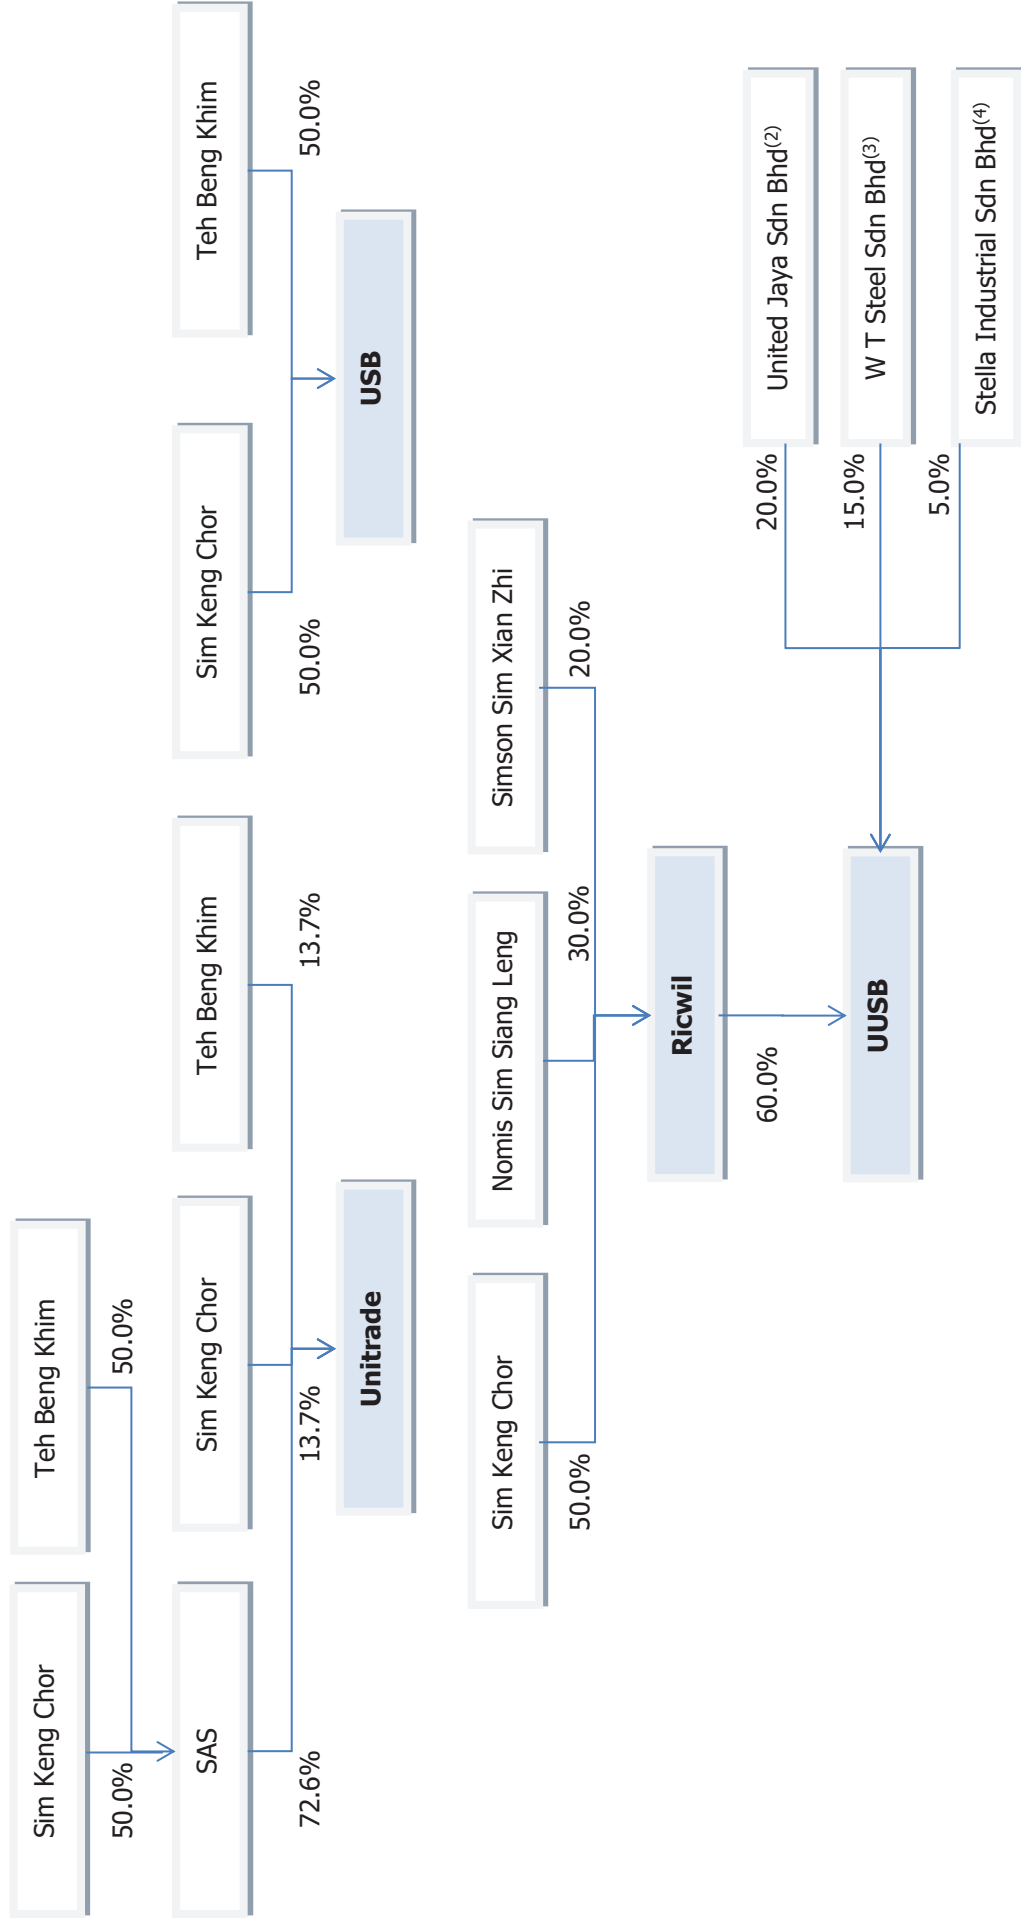 Sim Keng Chor
Teh Beng Khim
50.0%
50.0%
SAS
Sim Keng Chor
Teh Beng Khim
Sim Keng Chor
Teh Beng Khim
72.6%
13.7%
13.7%
50.0%
50.0%
Unitrade
USB
Sim Keng Chor
Nomis Sim Siang Leng
Simson Sim Xian Zhi
50.0%
30.0%
20.0%
Ricwil
60.0%
20.0%
United Jaya Sdn Bhd(2)
UUSB
15.0%
W T Steel Sdn Bhd(3)
5.0%
Stella Industrial Sdn Bhd(4)